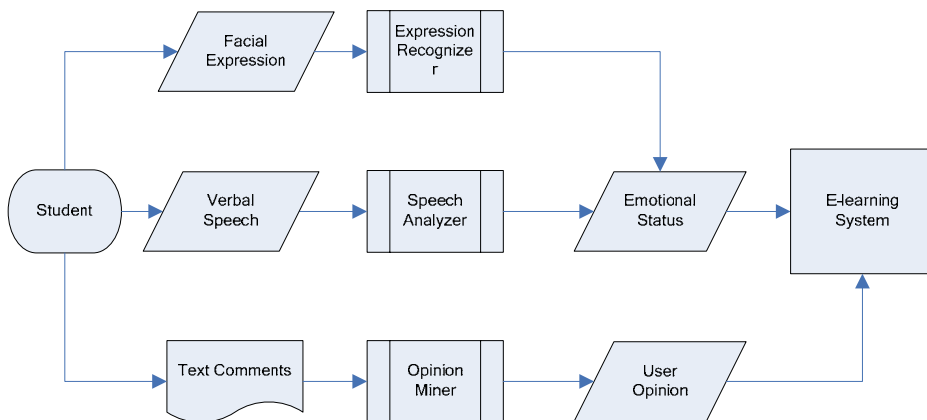 Facial
Expression
Expression
Recognize
r
Student
Verbal
Speech
Speech
Analyzer
Emotional
Status
E-learning
System
Text Comments
Opinion
Miner
User
Opinion